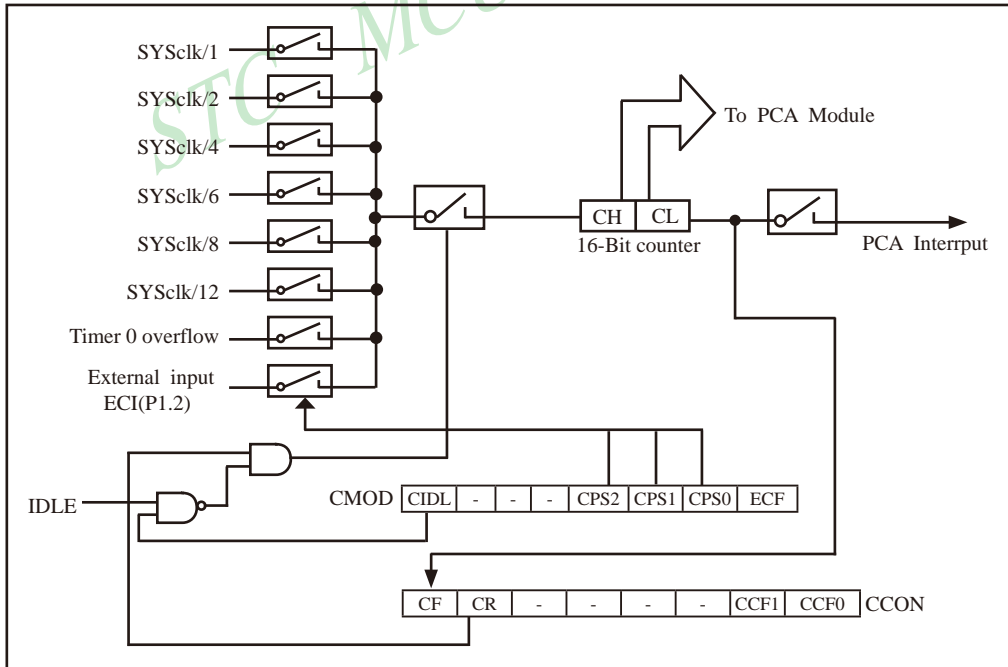 STC MCU
SYSclk/1
SYSclk/2
SYSclk/4
SYSclk/6
SYSclk/8
SYSclk/12
Timer 0 overflow
External input
ECI(P1.2)
To PCA Module
CH CL
16-Bit counter
PCA Interrput
IDLE
CMOD CIDL - - - CPS2 CPS1 CPS0 ECF
CF CR - - - - CCF1 CCF0 CCON